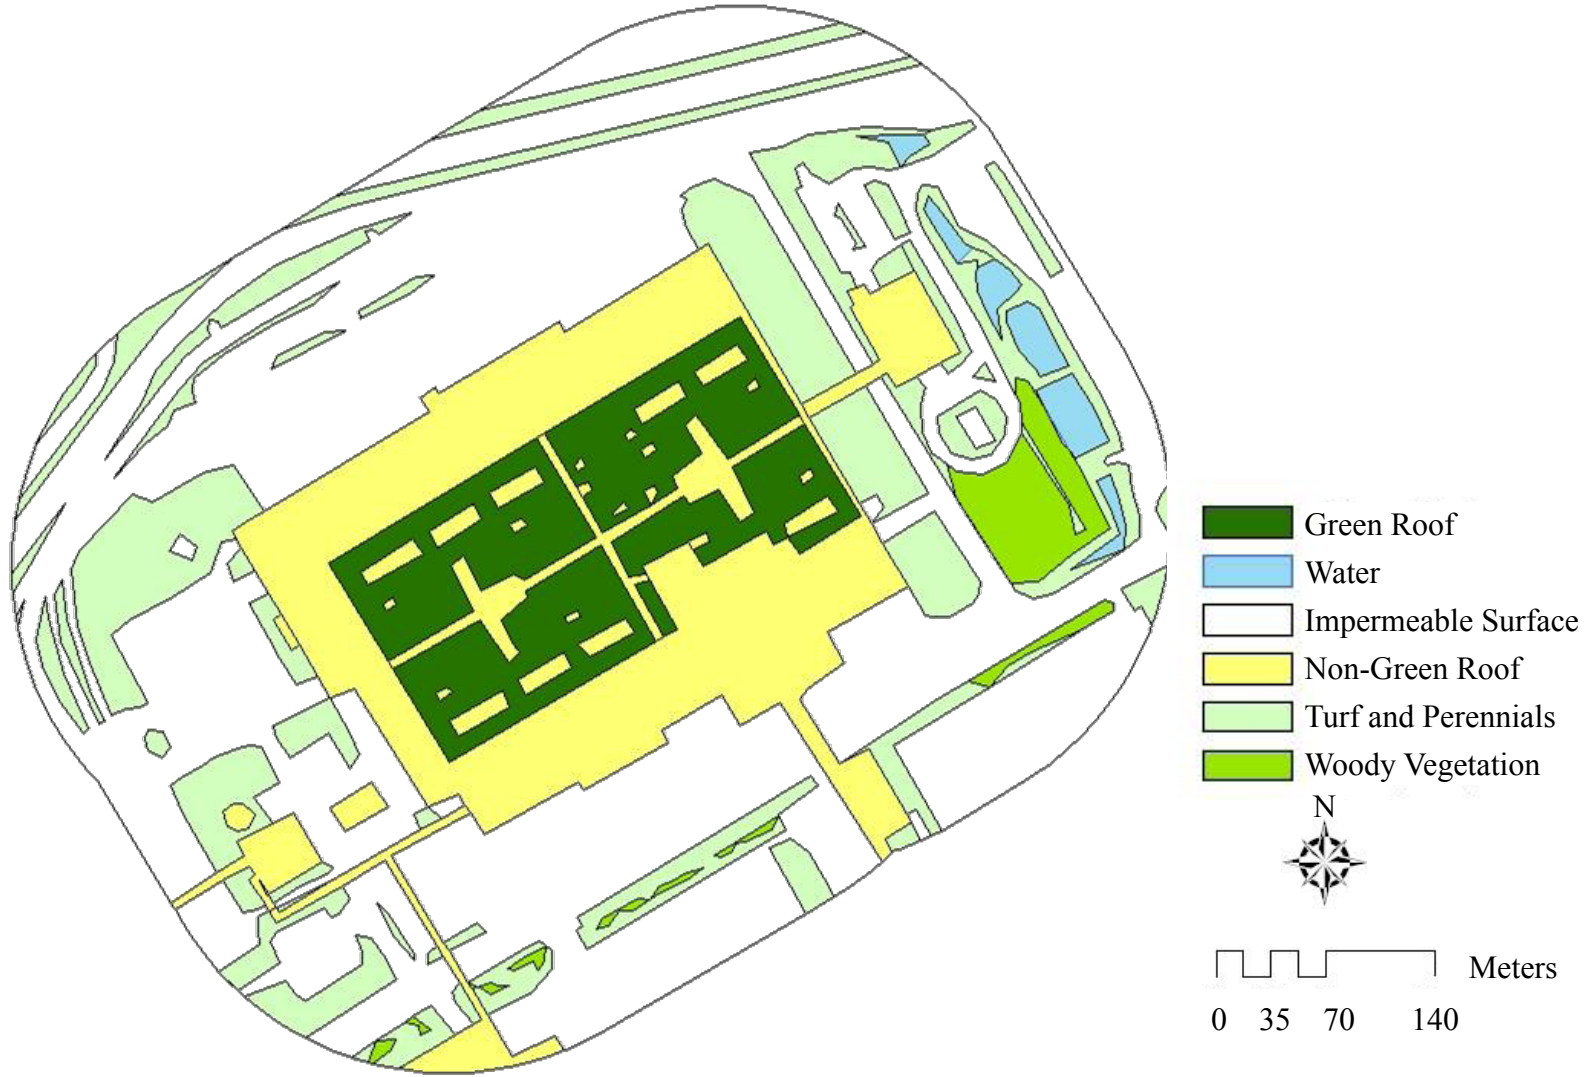 Green Roof
Water
Impermeable Surface
Non-Green Roof
Turf and Perennials
Woody Vegetation
N
Meters
0 35 70 140